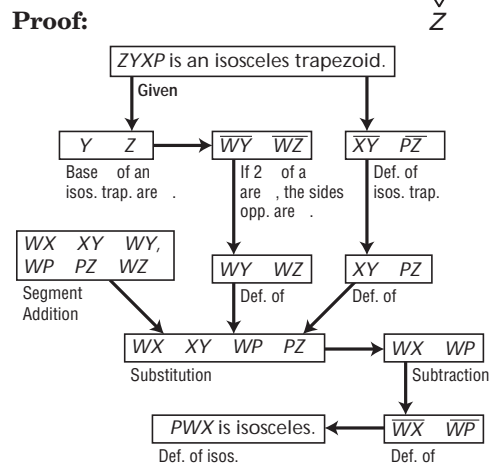 Proof:
Z
ZYXP is an isosceles trapezoid.
Given
Y Z
WY WZ
XY PZ
Base of an
isos. trap. are .
If 2 of a
are , the sides
opp. are .
Def. of
isos. trap.
WX XY WY,
WP PZ WZ
Segment
Addition
WY WZ
Def. of
XY PZ
Def. of
WX XY WP PZ
Substitution
WX WP
Subtraction
PWX is isosceles.
Def. of isos.
WX WP.
Def. of